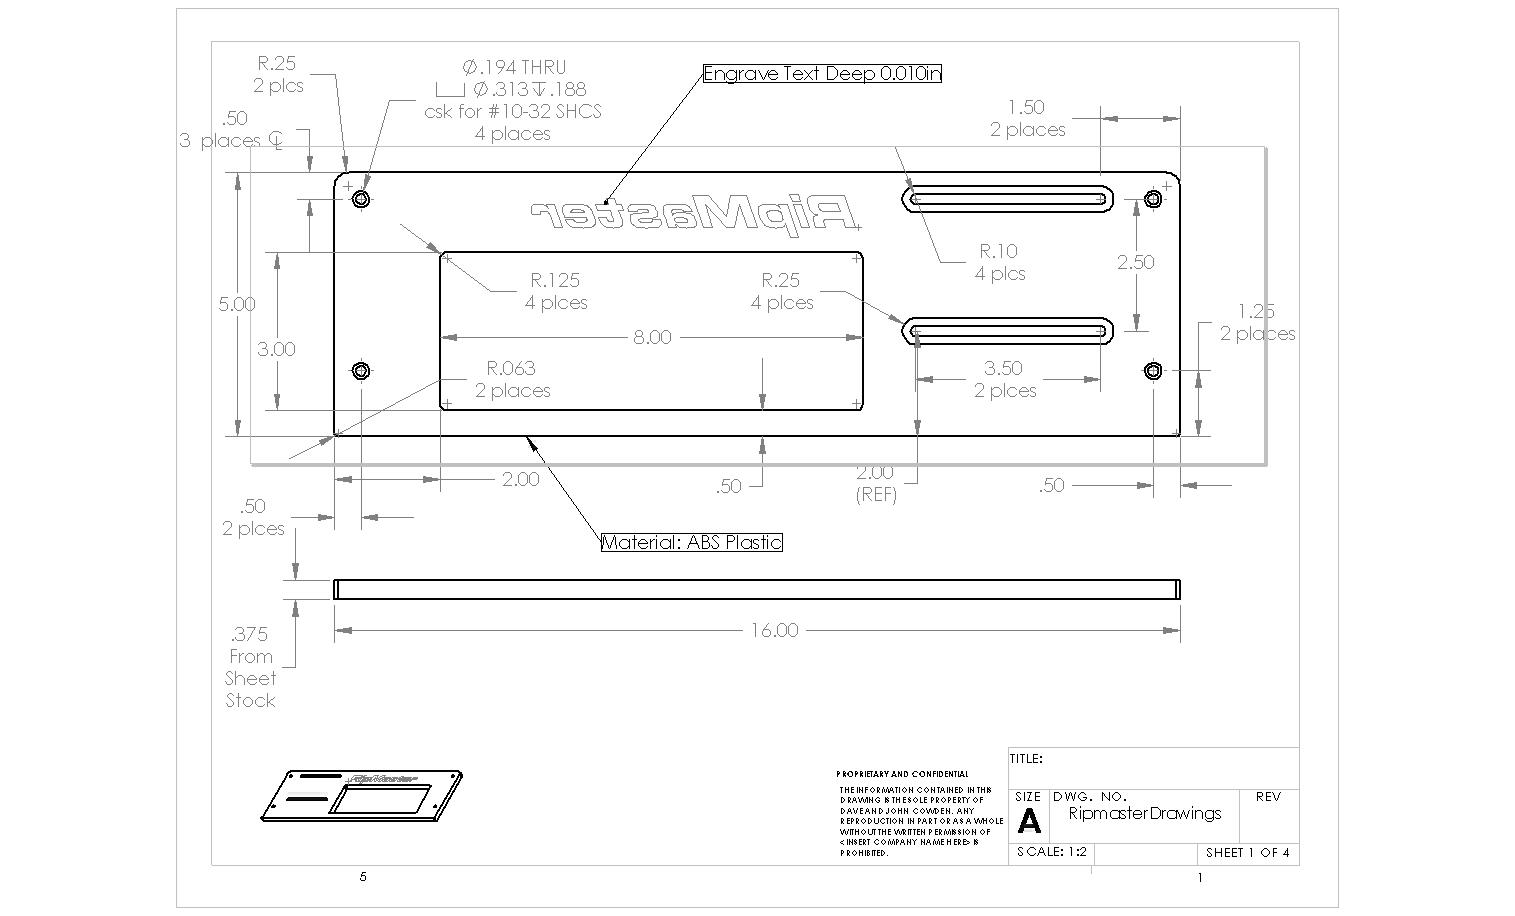 R.25
2 plcs
.50
3 places ℄
Ø.194 THRU
⌴ Ø.313 ↧ .188
csk for #10-32 SHCS
4 places
Engrave Text Deep 0.010in
1.50
2 places
RipMaster
R.10
4 plcs
2.50
R.125
4 plces
R.25
4 plces
5.00
3.00
8.00
1.25
2 places
R.063
2 places
3.50
2 plces
2.00
.50
2.00
(REF)
.50
.50
2 plces
Material: ABS Plastic
.375
From
Sheet
Stock
16.00
RipMaster
PROPRIETARY AND CONFIDENTIAL
THE INFORMATION CONTAINED IN THIS
DRAWING IS THE SOLE PROPERTY OF
DAVE AND JOHN COWDEN. ANY
REPRODUCTION IN PART OR AS A WHOLE
WITHOUT THE WRITTEN PERMISSION OF
<INSERT COMPANY NAME HERE> IS
PROHIBITED.
TITLE:
SIZE
A
DWG. NO.
RipmasterDrawings
REV
SCALE: 1:2
SHEET 1 OF 4
5
1